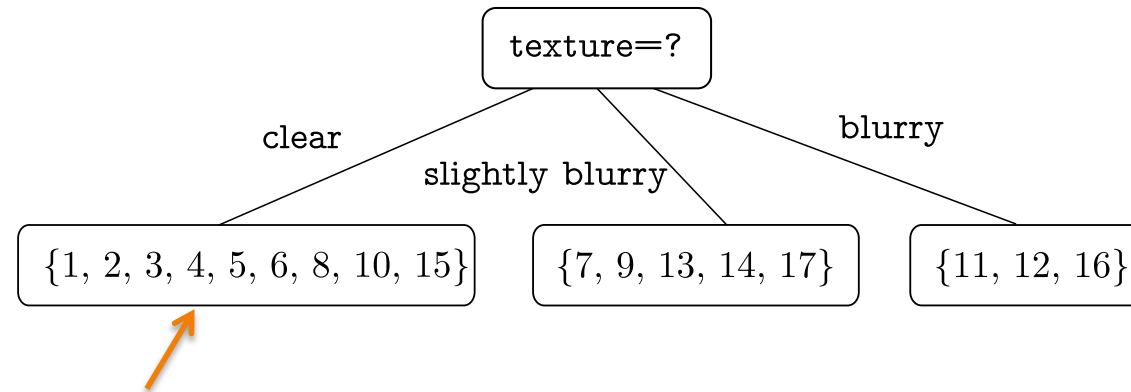 texture=?
clear
slightly blurry
blurry
{1, 2, 3, 4, 5, 6, 8, 10, 15}
{7, 9, 13, 14, 17}
{11, 12, 16}